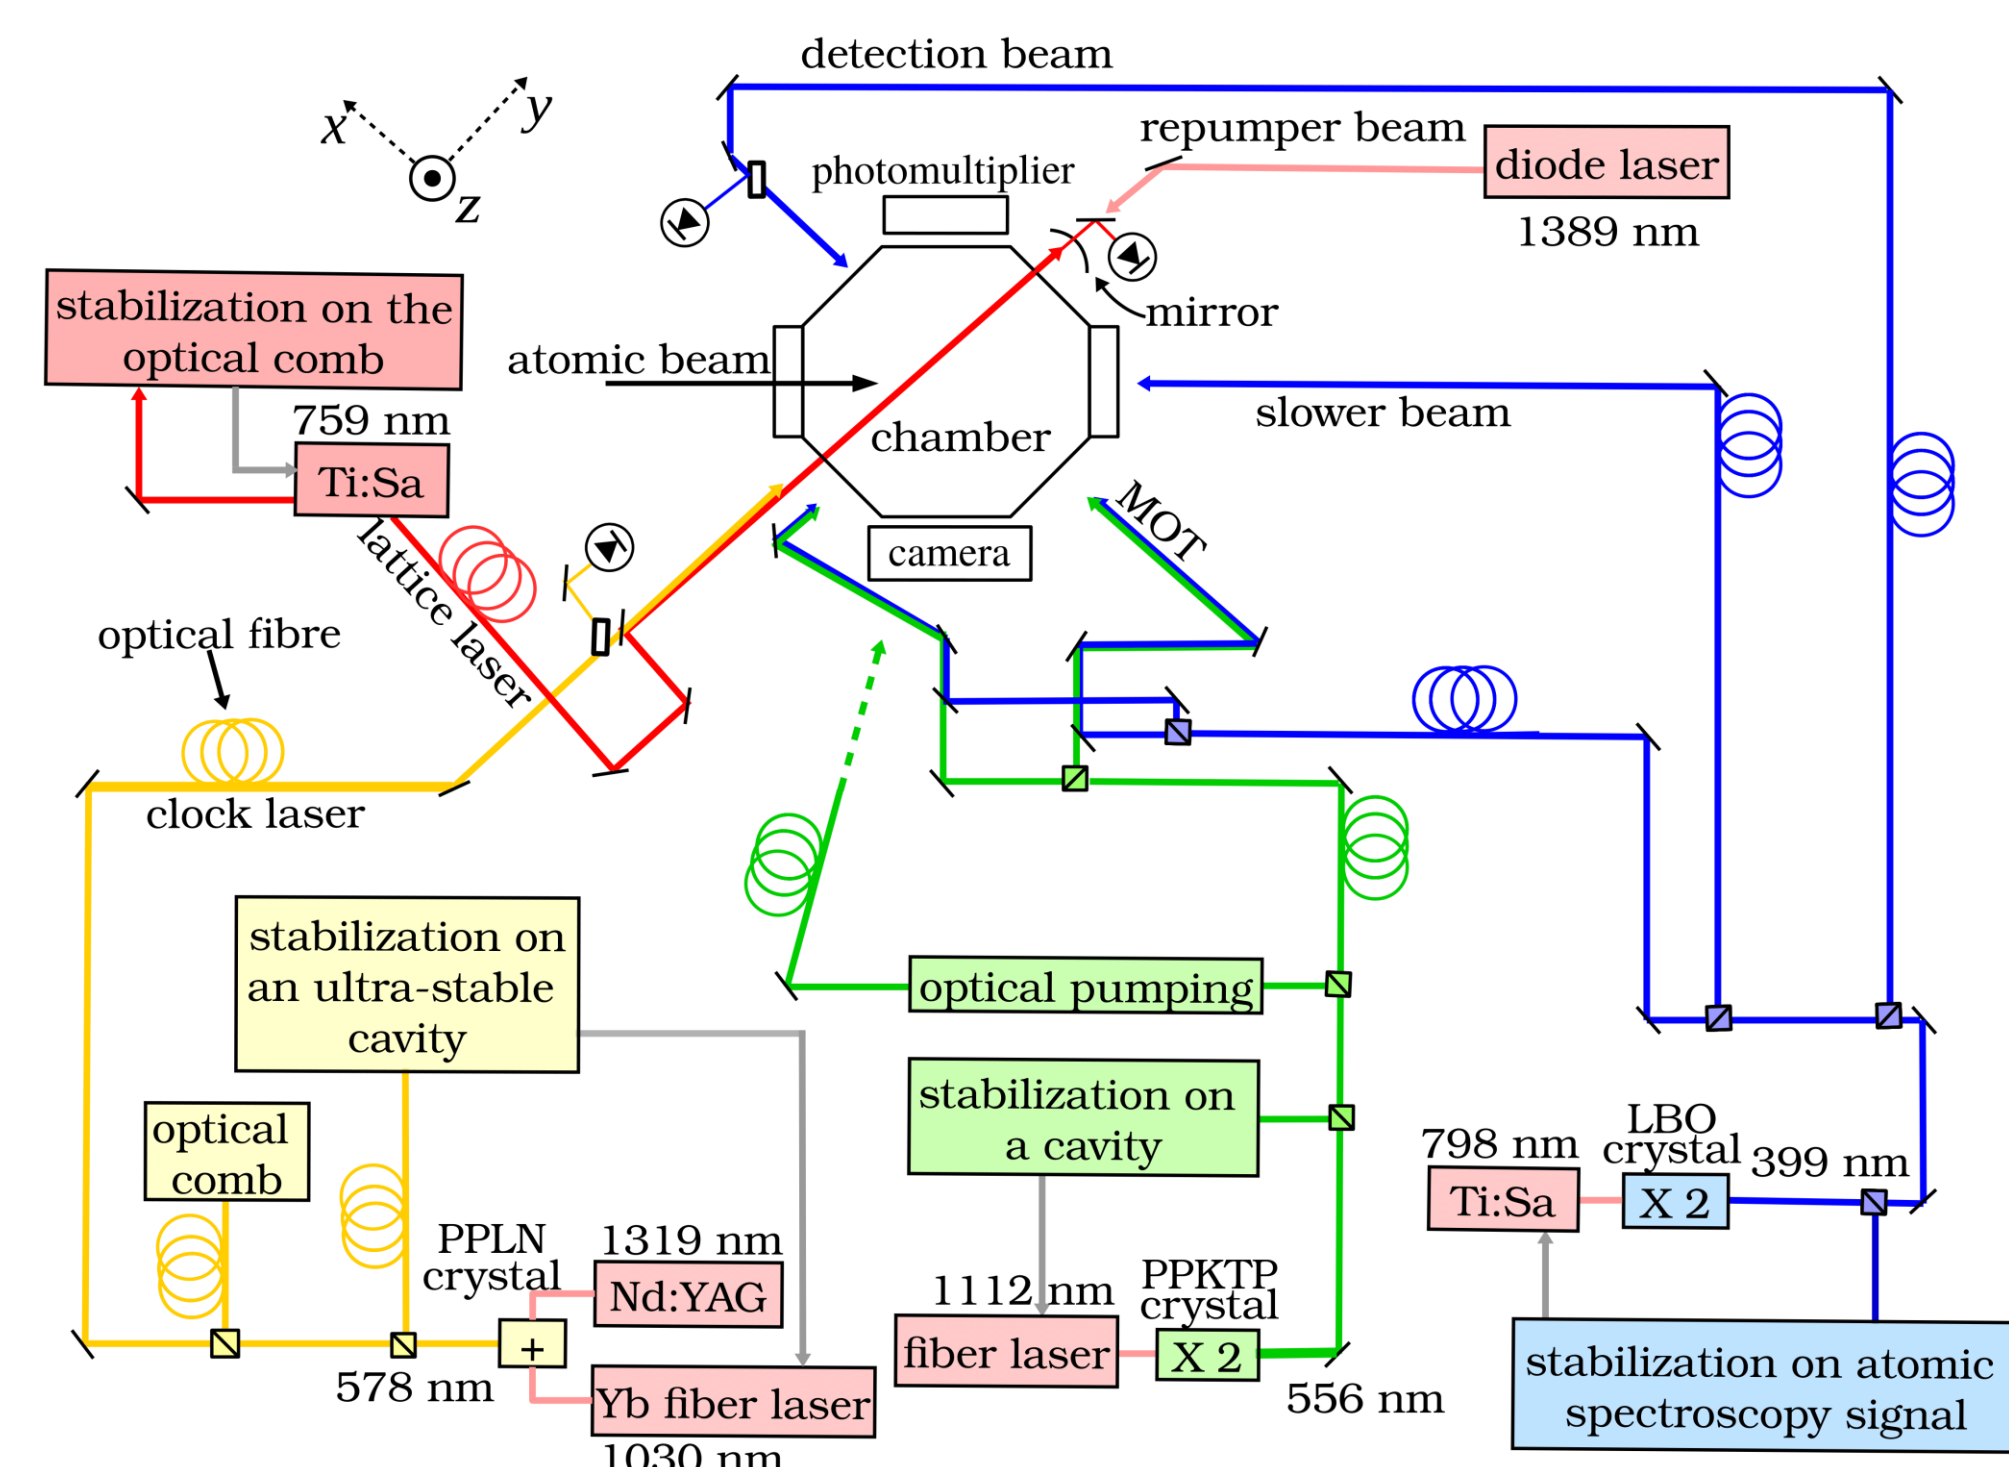 detection beam
repumper beam
diode laser
1389 nm
x
y
z
photomultiplier
mirror
stabilization on the
optical comb
759 nm
Ti:Sa
atomic beam
chamber
slower beam
camera
MOT
lattice laser
optical fibre
clock laser
stabilization on
an ultra-stable
cavity
optical
comb
optical pumping
stabilization on
a cavity
PPLN
crystal
1319 nm
Nd:YAG
+
578 nm
Yb fiber laser
1030 nm
1112 nm
fiber laser
PPKTP
crystal
X 2
556 nm
798 nm
Ti:Sa
LBO
crystal
X 2
399 nm
stabilization on atomic
spectroscopy signal